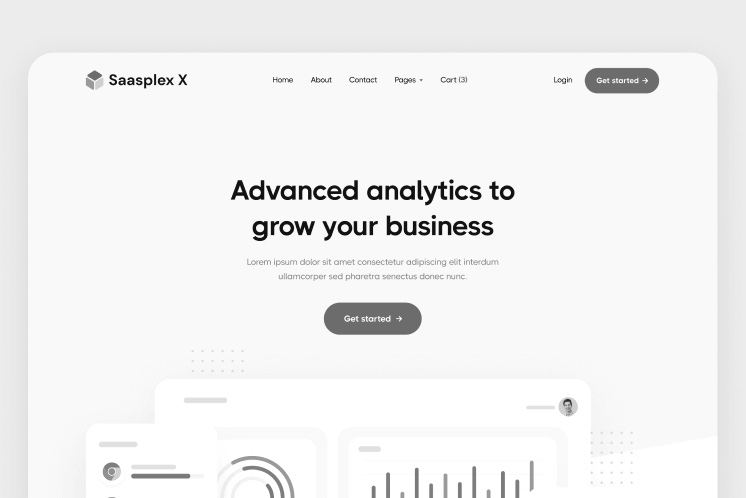 Saasplex X
Home About Contact Pages Cart (3) Login Get started →
Advanced analytics to
grow your business
Lorem ipsum dolor sit amet consectetur adipiscing elit interdum
ullamcorper sed pharetra senectus donec nunc.
Get started →